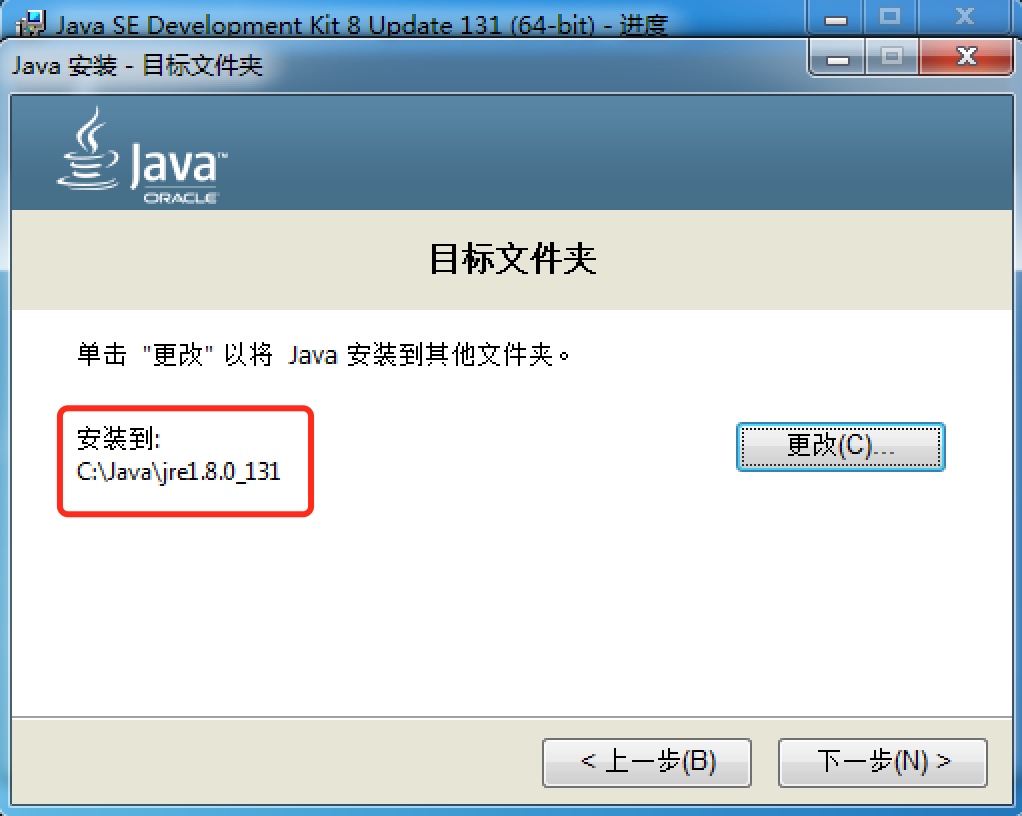 Java SE Development Kit 8 Update 131 (64-bit) - 进度
Java 安装 - 目标文件夹
Java™
ORACLE
目标文件夹
单击 "更改" 以将 Java 安装到其他文件夹。
安装到:
C:\Java\jre1.8.0_131
更改(C)...
< 上一步(B)
下一步(N) >